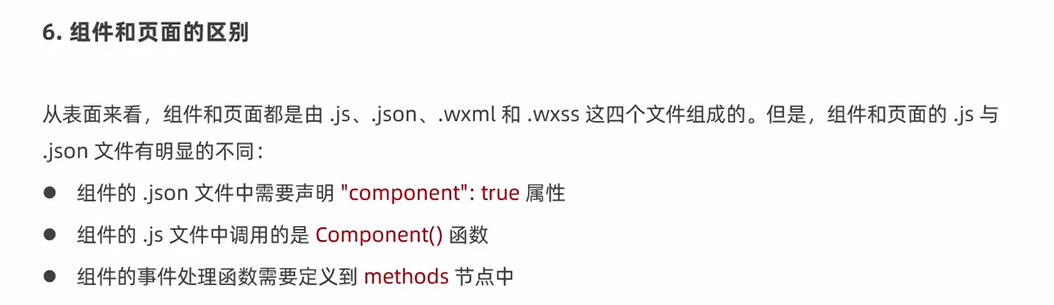 6. 组件和页面的区别
从表面来看，组件和页面都是由 .js、.json、.wxml 和 .wxss 这四个文件组成的。但是，组件和页面的 .js 与
.json 文件有明显的不同：
● 组件的 .json 文件中需要声明 "component": true 属性
● 组件的 .js 文件中调用的是 Component() 函数
● 组件的事件处理函数需要定义到 methods 节点中